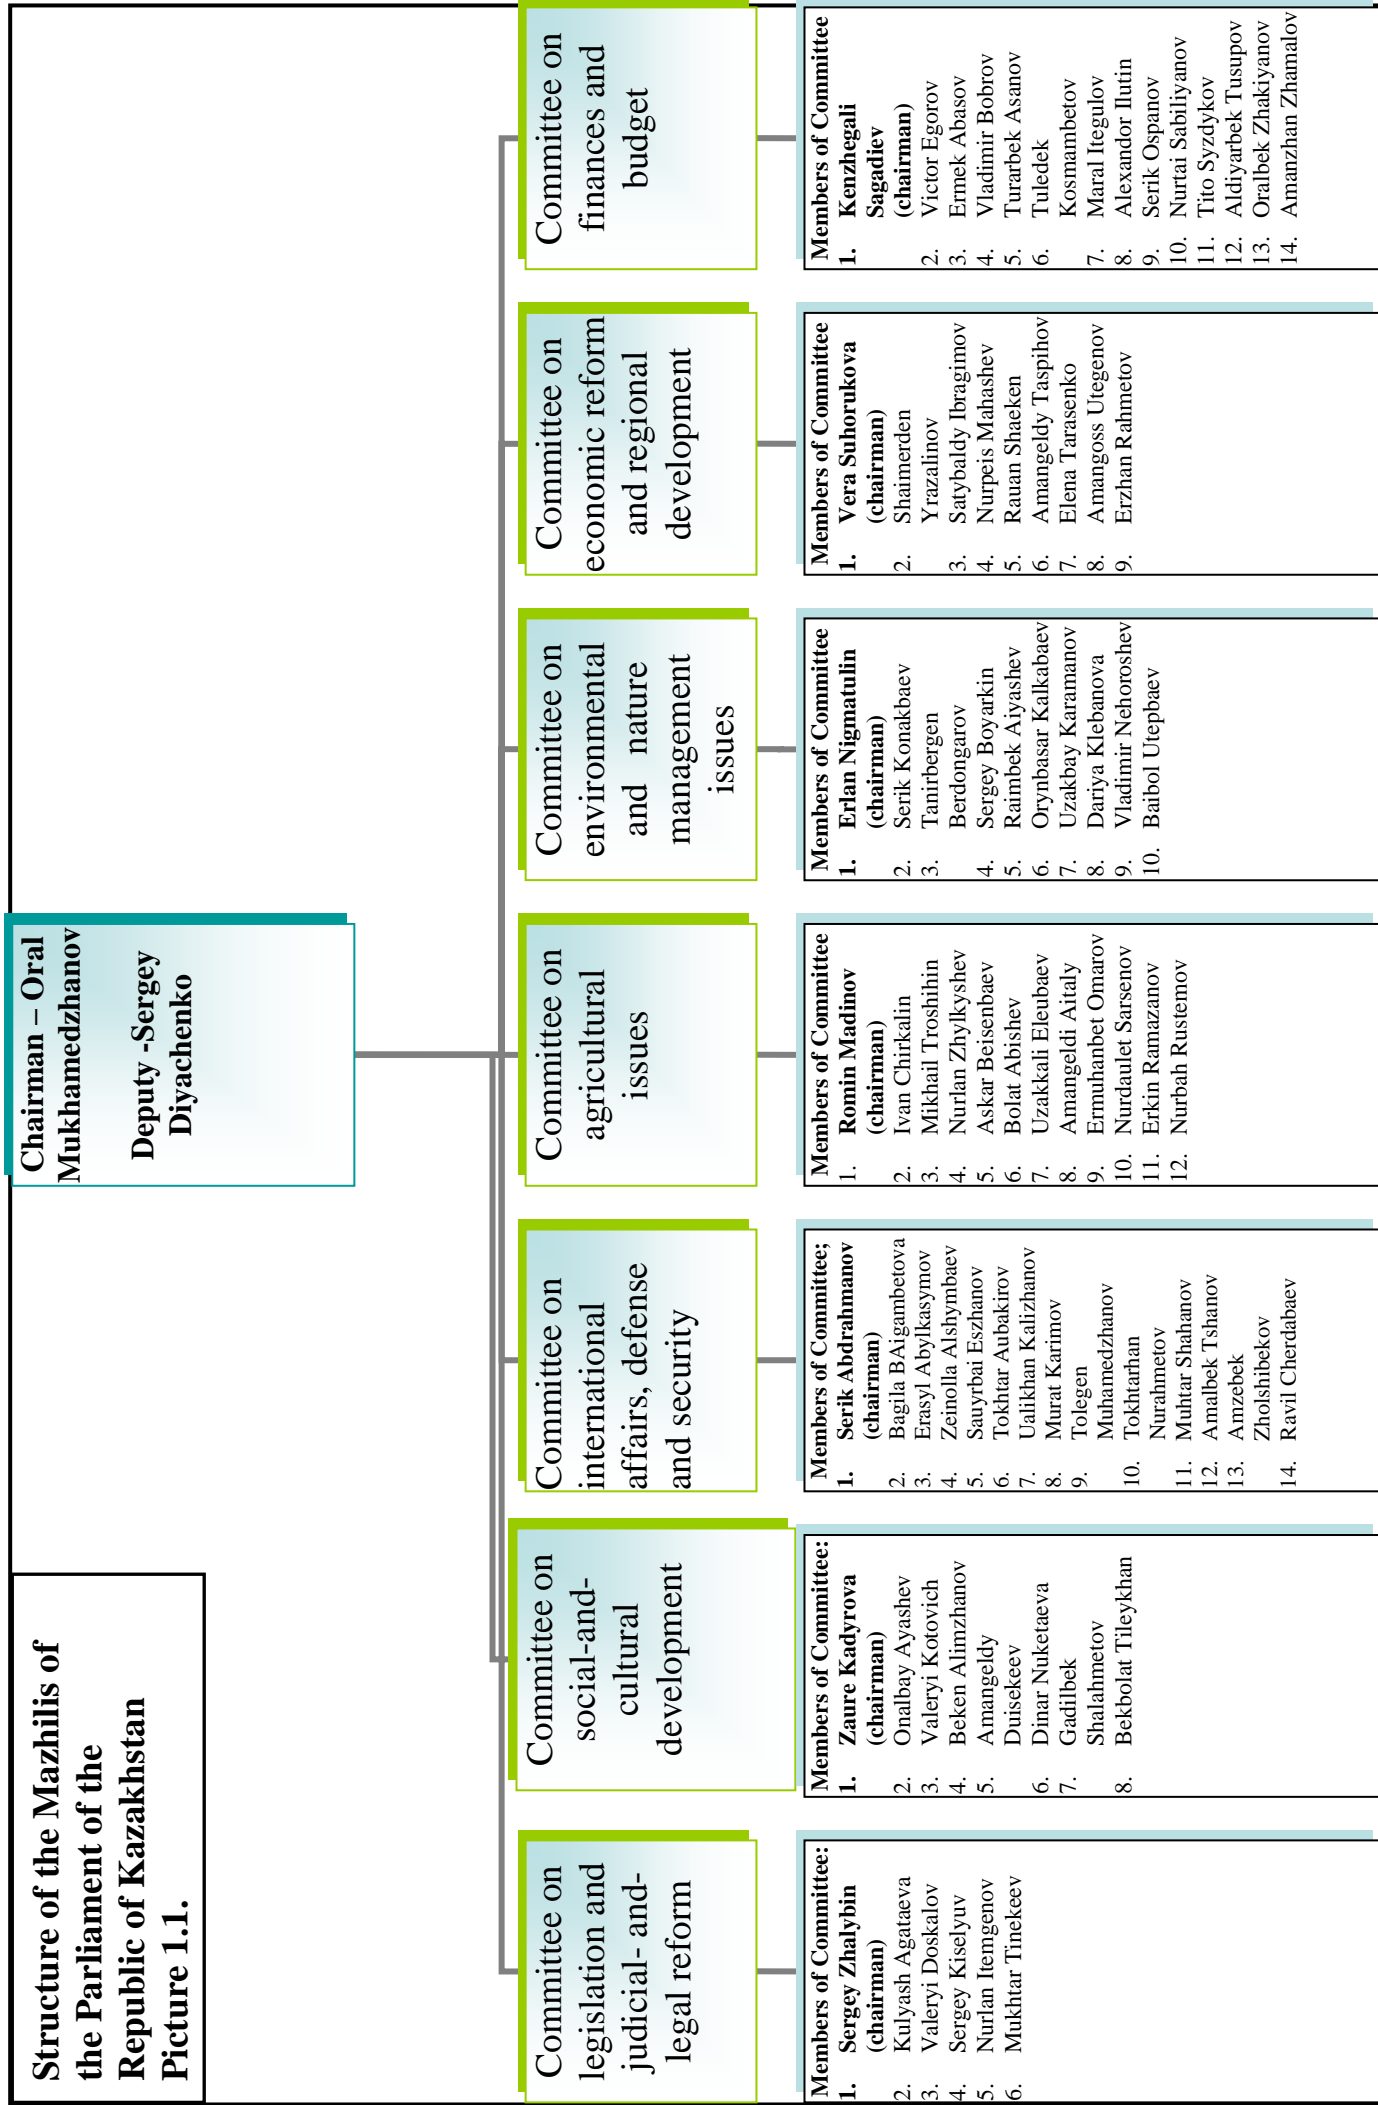 Structure of the Mazhilis of
the Parliament of the
Republic of Kazakhstan
Picture 1.1.
Chairman – Oral
Mukhamedzhanov
Deputy -Sergey
Diyachenko
Committee on
legislation and
judicial- and-
legal reform
Committee on
social-and-
cultural
development
Committee on
international
affairs, defense
and security
Committee on
agricultural
issues
Committee on
environmental
and nature
management
issues
Committee on
economic reform
and regional
development
Committee on
finances and
budget
Members of Committee:
1. Sergey Zhalybin
(chairman)
2. Kulyash Agataeva
3. Valeryi Doskalov
4. Sergey Kiselyuv
5. Nurlan Itemgenov
6. Mukhtar Tinekeev
Members of Committee:
1. Zaure Kadyrova
(chairman)
2. Onalbay Ayashev
3. Valeryi Kotovich
4. Beken Alimzhanov
5. Amangeldy
Duisekeev
6. Dinar Nuketaeva
7. Gadilbek
Shalahmetov
8. Bekbolat Tileykhan
Members of Committee;
1. Serik Abdrahmanov
(chairman)
2. Bagila BAigambetova
3. Erasyl Abylkasymov
4. Zeinolla Alshymbaev
5. Sauyrbai Eszhanov
6. Tokhtar Aubakirov
7. Ualikhan Kalizhanov
8. Murat Karimov
9. Tolegen
Muhamedzhanov
10. Tokhtarhan
Nurahmetov
11. Muhtar Shahanov
12. Amalbek Tshanov
13. Amzebek
Zholshibekov
14. Ravil Cherdabaev
Members of Committee
1. Romin Madinov
(chairman)
2. Ivan Chirkalin
3. Mikhail Troshihin
4. Nurlan Zhylkyshev
5. Askar Beisenbaev
6. Bolat Abishev
7. Uzakkali Eleubaev
8. Amangeldi Aitaly
9. Ermuhanbet Omarov
10. Nurdaulet Sarsenov
11. Erkin Ramazanov
12. Nurbah Rustemov
Members of Committee
1. Erlan Nigmatulin
(chairman)
2. Serik Konakbaev
3. Tanirbergen
Berdongarov
4. Sergey Boyarkin
5. Raimbek Aiyashev
6. Orynbasar Kalkabaev
7. Uzakbay Karamanov
8. Dariya Klebanova
9. Vladimir Nehoroshev
10. Baibol Utepbaev
Members of Committee
1. Vera Suhorukova
(chairman)
2. Shaimerden
Yrazalinov
3. Satybaldy Ibragimov
4. Nurpeis Mahashev
5. Rauan Shaeken
6. Amangeldy Taspihov
7. Elena Tarasenko
8. Amangoss Utegenov
9. Erzhan Rahmetov
Members of Committee
1. Kenzhegali
Sagadiev
(chairman)
2. Victor Egorov
3. Ermek Abasov
4. Vladimir Bobrov
5. Turarbek Asanov
6. Tuledek
Kosmambetov
7. Maral Itegulov
8. Alexandor Ilutin
9. Serik Ospanov
10. Nurtai Sabiliyanov
11. Tito Syzdykov
12. Aldiyarbek Tusupov
13. Oralbek Zhakiyanov
14. Amanzhan Zhamalov